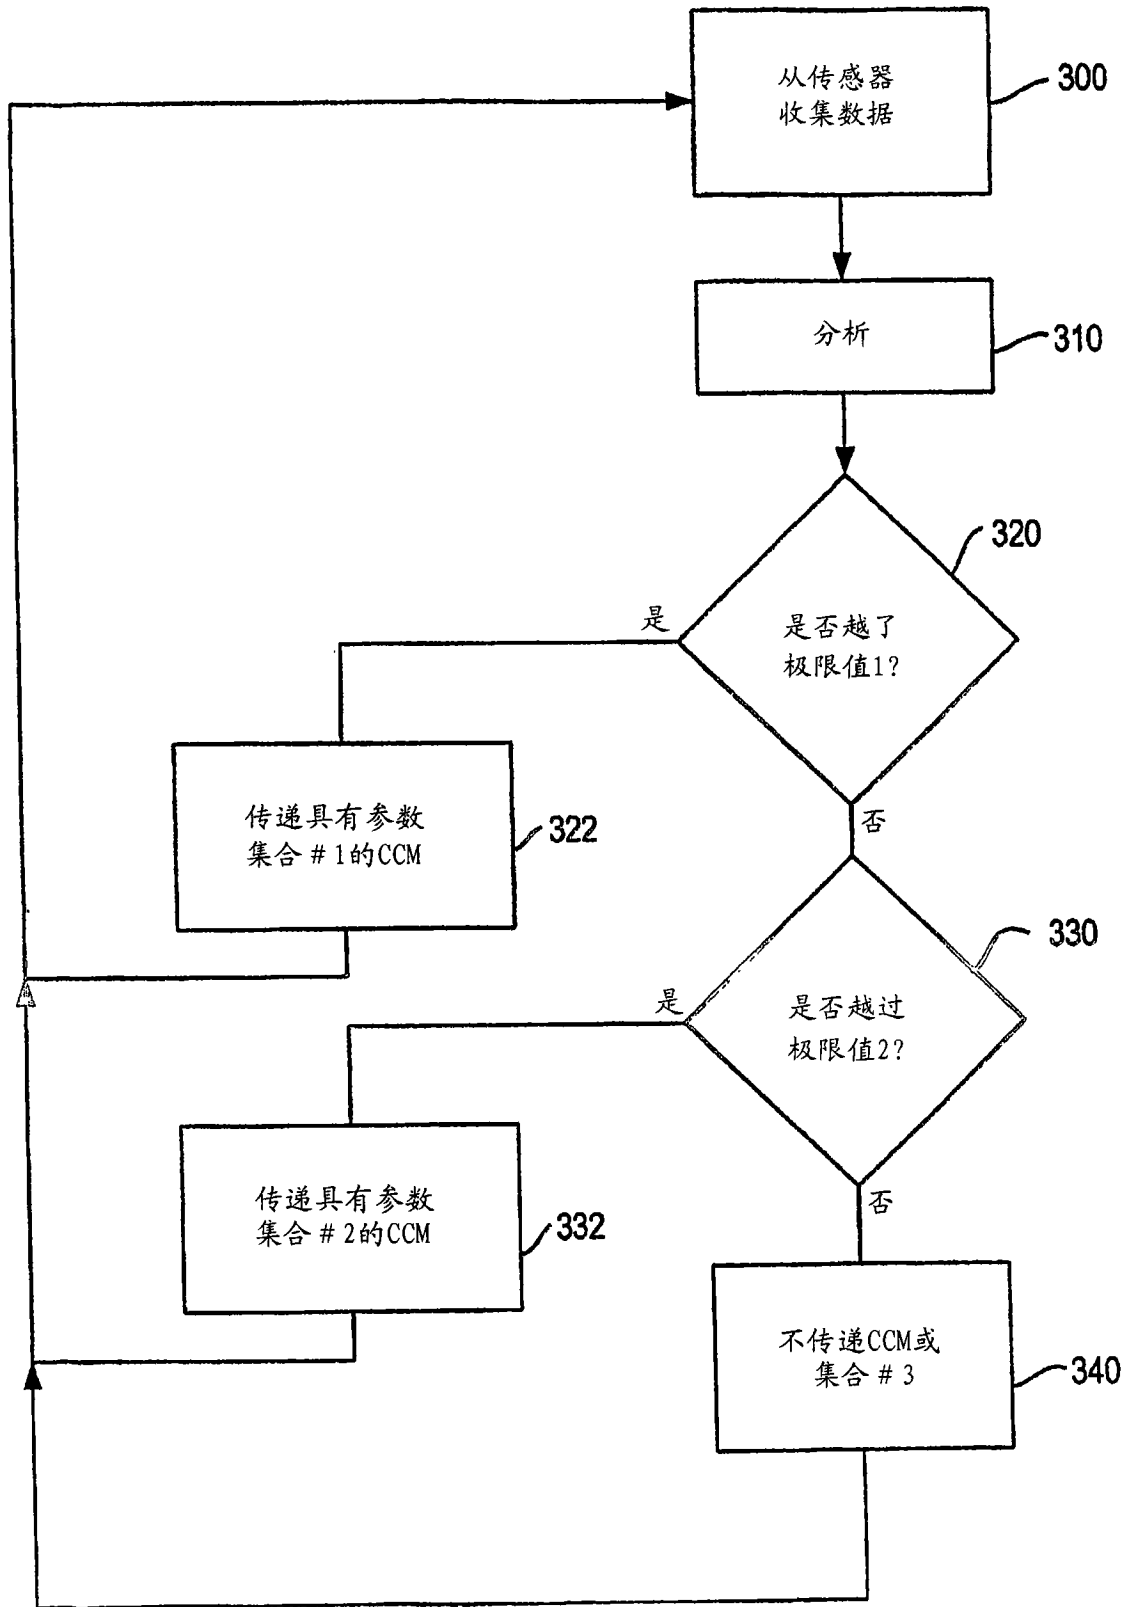 从传感器
收集数据
300
分析
310
320
是
是否越了
极限值1?
传递具有参数
集合#1的CCM
322
否
330
是
是否越过
极限值2?
传递具有参数
集合#2的CCM
332
否
不传递CCM或
集合#3
340